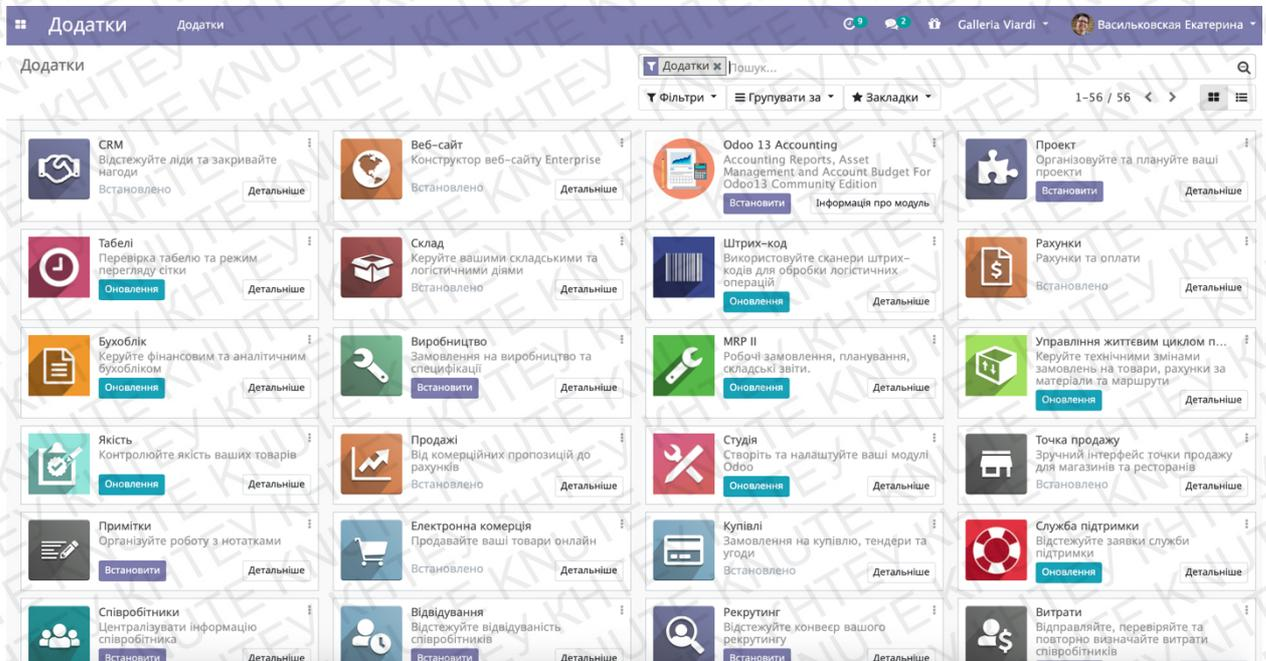 Додатки Додатки 9 2 Galleria Viardi Васильковская Екатерина
Додатки
Додатки × Пошук...
Фільтри Групувати за Закладки 1-56 / 56
CRM
Відстежуйте ліди та закривайте
нагоди
Встановлено Детальніше
Веб-сайт
Конструктор веб-сайту Enterprise
Встановлено Детальніше
Odoo 13 Accounting
Accounting Reports, Asset
Management and Account Budget For
Odoo13 Community Edition
Встановити Інформація про модуль
Проект
Організовуйте та плануйте ваші
проекти
Встановити Детальніше
Табелі
Перевірка табелю та режим
перегляду сітки
Оновлення Детальніше
Склад
Керуйте вашими складськими та
логістичними діями
Встановлено Детальніше
Штрих-код
Використовуйте сканери штрих-
кодів для обробки логістичних
операцій
Оновлення Детальніше
Рахунки
Рахунки та оплати
Встановлено Детальніше
Бухоблік
Керуйте фінансовим та аналітичним
бухобліком
Оновлення Детальніше
Виробництво
Замовлення на виробництво та
специфікації
Встановити Детальніше
MRP II
Робочі замовлення, планування,
складські звіти.
Оновлення Детальніше
Управління життєвим циклом п...
Керуйте технічними змінами
замовлень на товари, рахунки за
матеріали та маршрути
Оновлення Детальніше
Якість
Контролюйте якість ваших товарів
Оновлення Детальніше
Продажі
Від комерційних пропозицій до
рахунків
Встановлено Детальніше
Студія
Створіть та налаштуйте ваші модулі
Odoo
Оновлення Детальніше
Точка продажу
Зручний інтерфейс точки продажу
для магазинів та ресторанів
Встановлено Детальніше
Примітки
Організуйте роботу з нотатками
Встановити Детальніше
Електронна комерція
Продавайте ваші товари онлайн
Встановлено Детальніше
Купівлі
Замовлення на купівлю, тендери та
угоди
Встановлено Детальніше
Служба підтримки
Відстежуйте заявки служби
підтримки
Оновлення Детальніше
Співробітники
Централізувати інформацію
співробітника
Встановити Детальніше
Відвідування
Відстежуйте відвідуваність
співробітників
Встановити Детальніше
Рекрутинг
Відстежуйте конвеєр вашого
рекрутингу
Встановити Детальніше
Витрати
Відправляйте, перевіряйте та
повторно визначайте витрати
співробітників